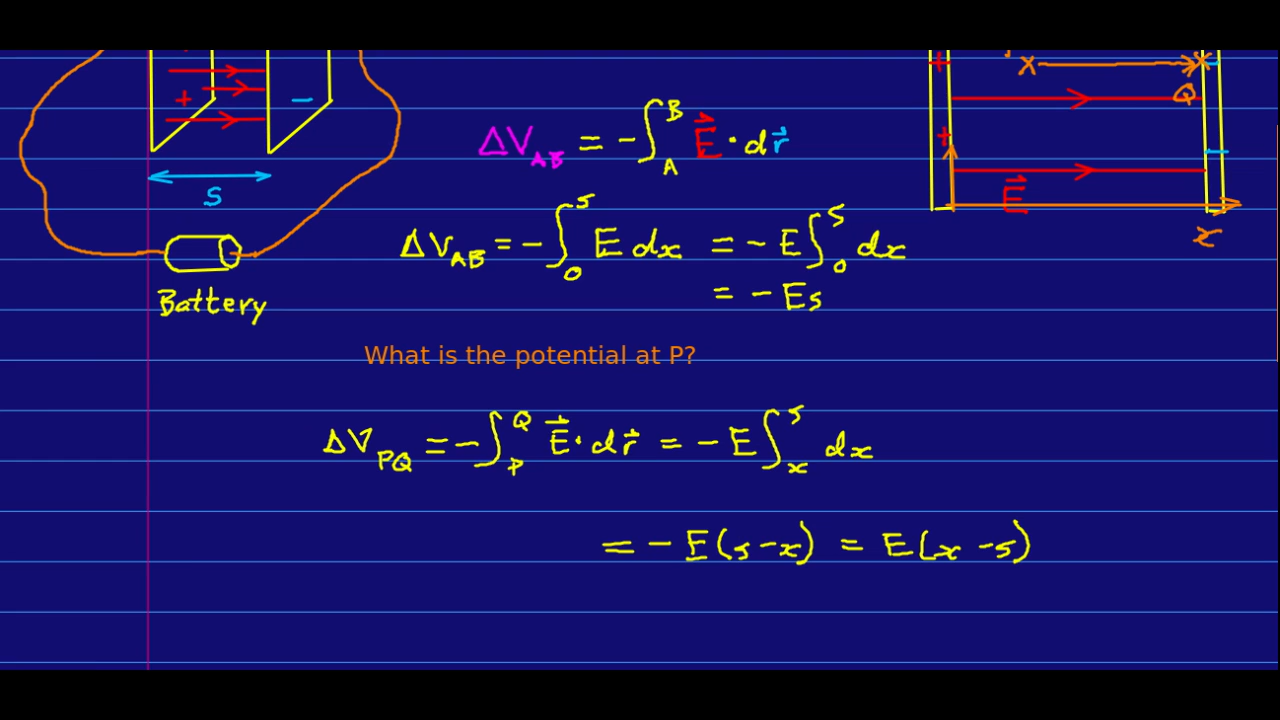 + -
s
Battery
+ x Q
+ -
E⃗
x
ΔV_AB = -∫_A^B E⃗ · dr⃗
ΔV_AB = -∫_0^s E dx = -E∫_0^s dx
= -Es
What is the potential at P?
ΔV_PQ = -∫_P^Q E⃗ · dr⃗ = -E∫_x^s dx
= -E(s-x) = E(x-s)